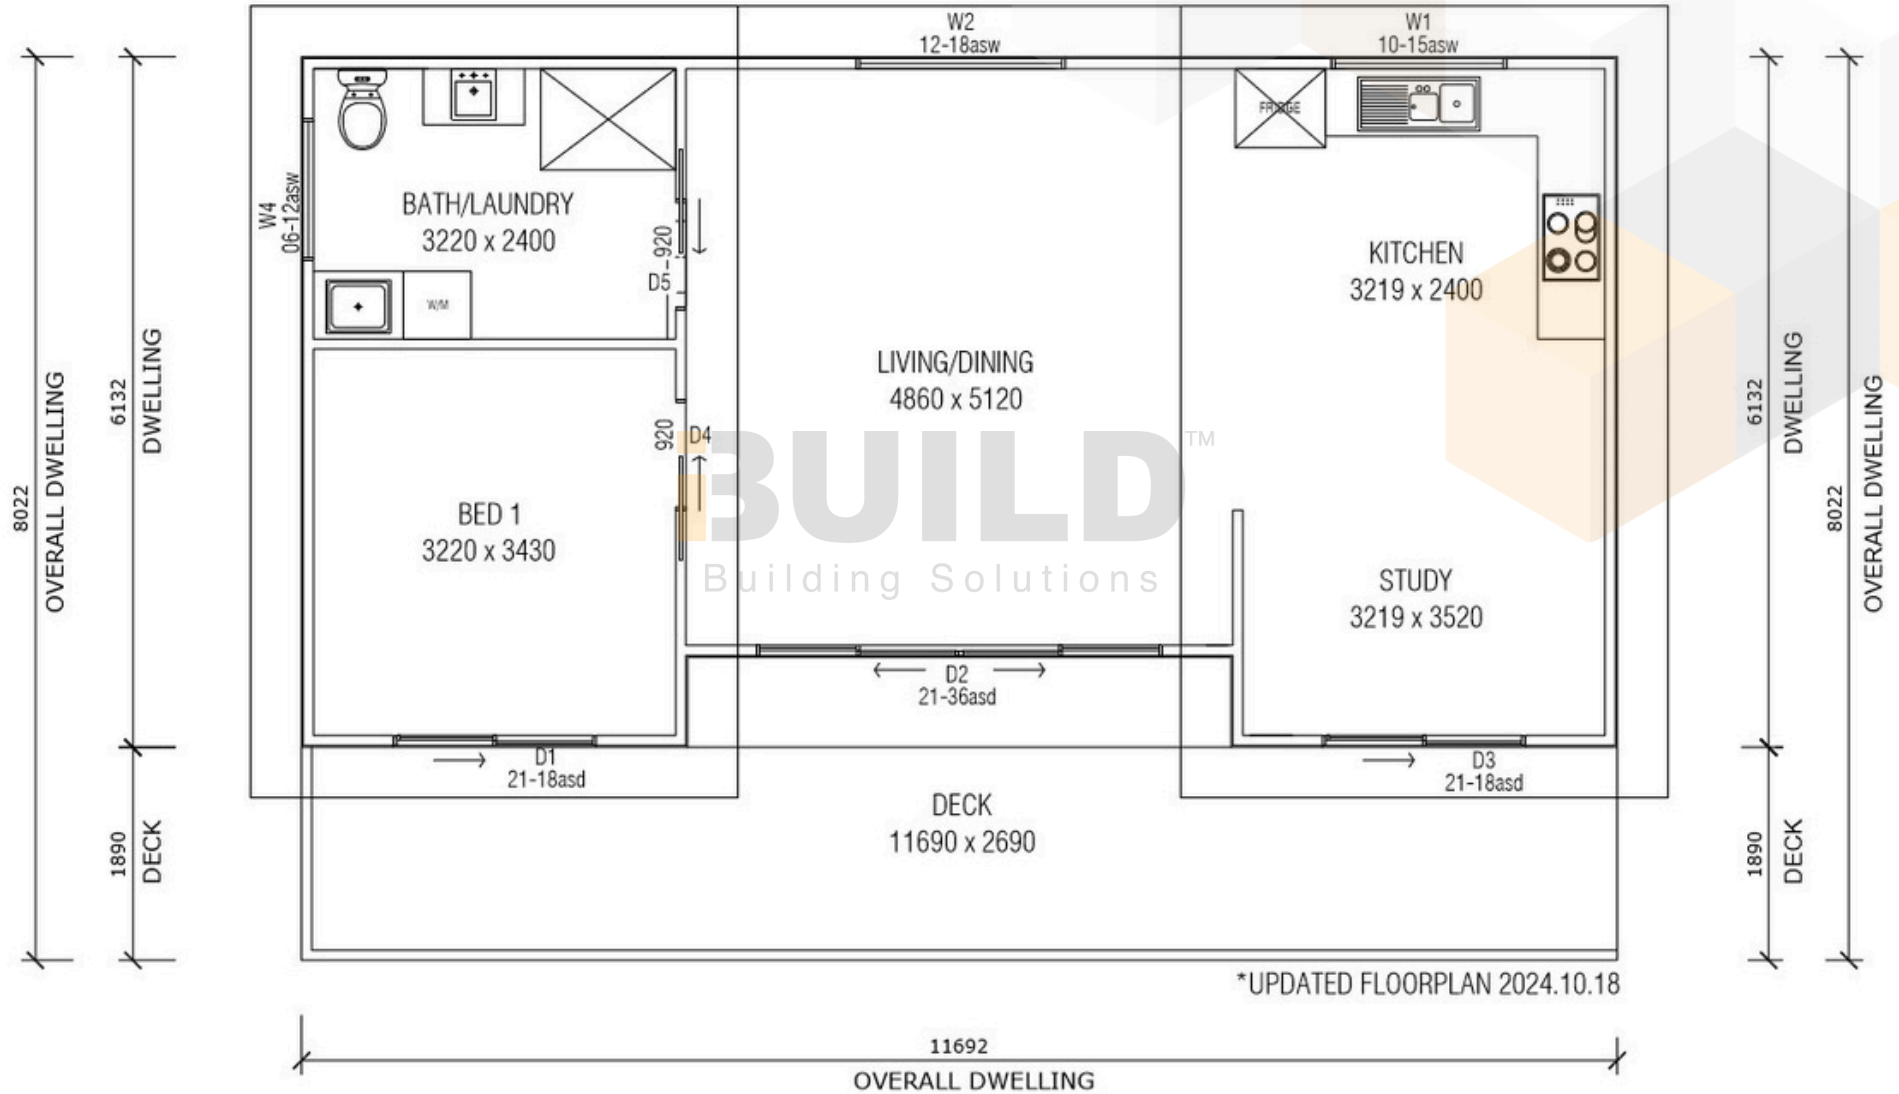 W2
12-18asw
W1
10-15asw
FRIDGE
W4
06-12asw
BATH/LAUNDRY
3220 x 2400
920
D5
W/M
KITCHEN
3219 x 2400
LIVING/DINING
4860 x 5120
920
D4
iBUILD™
Building Solutions
BED 1
3220 x 3430
STUDY
3219 x 3520
D2
21-36asd
D1
21-18asd
D3
21-18asd
DECK
11690 x 2690
8022
OVERALL DWELLING
6132
DWELLING
1890
DECK
6132
DWELLING
1890
DECK
8022
OVERALL DWELLING
*UPDATED FLOORPLAN 2024.10.18
11692
OVERALL DWELLING